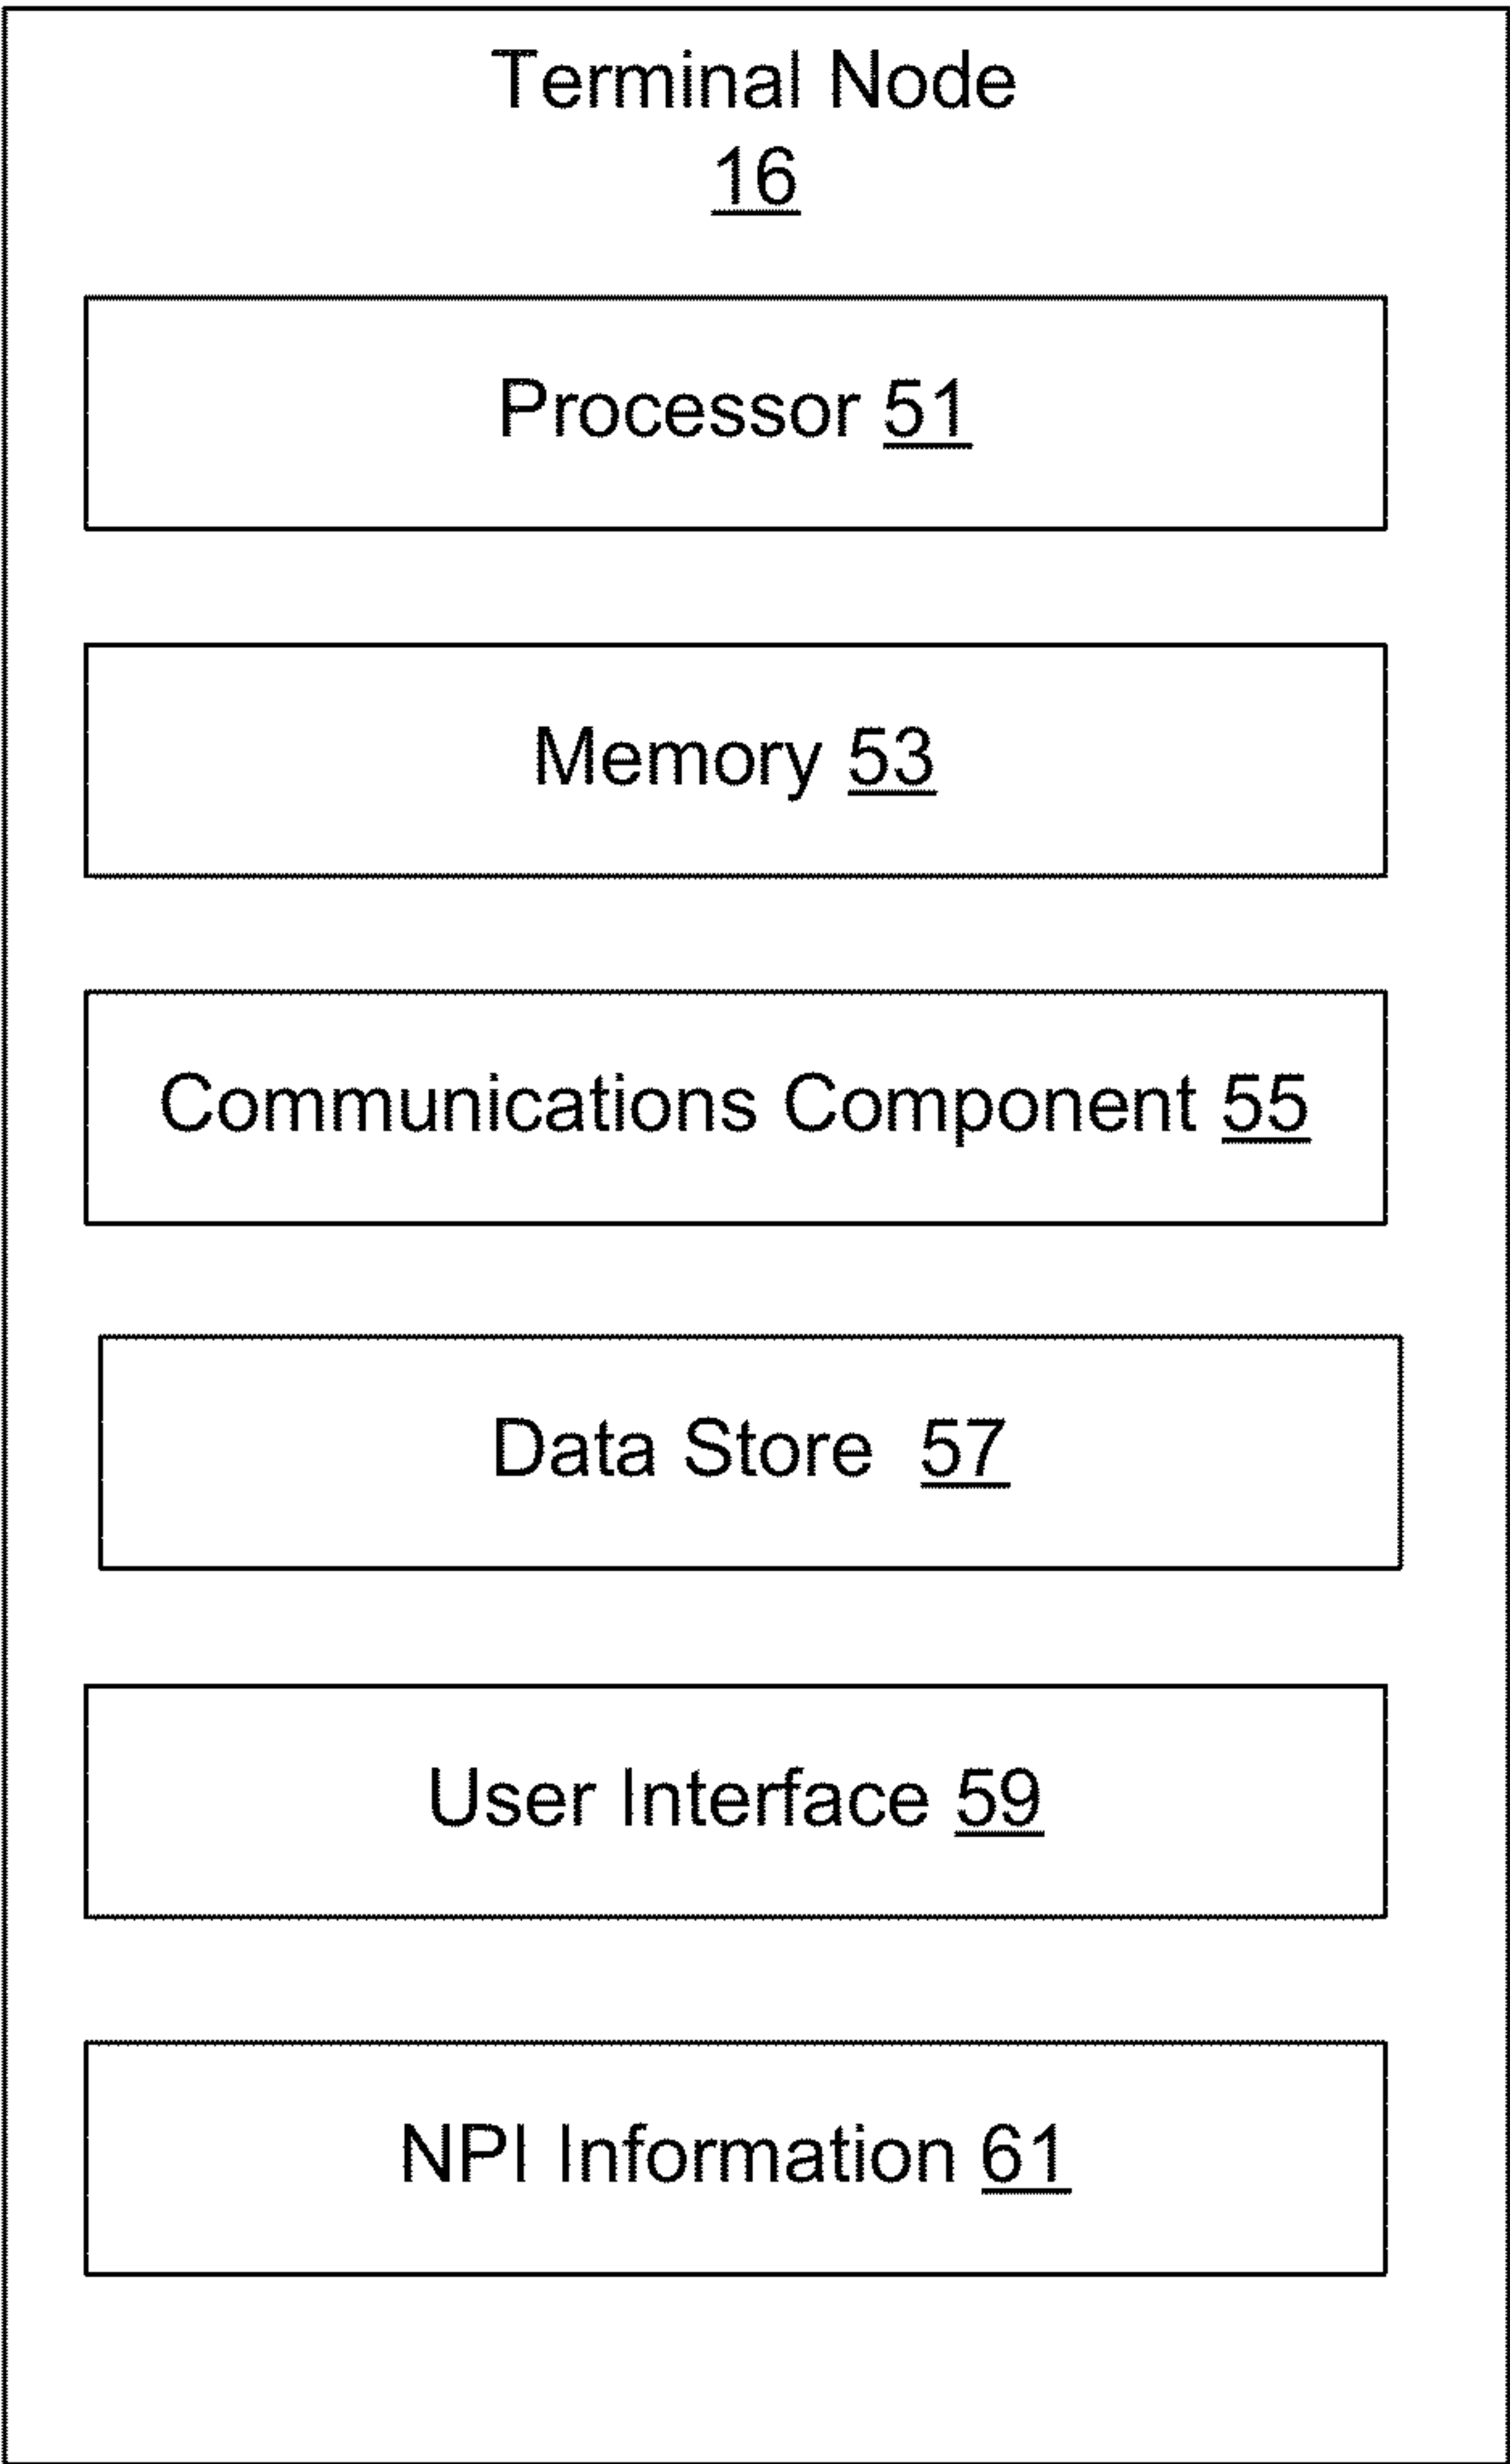 Terminal Node
16
Processor 51
Memory 53
Communications Component 55
Data Store 57
User Interface 59
NPI Information 61